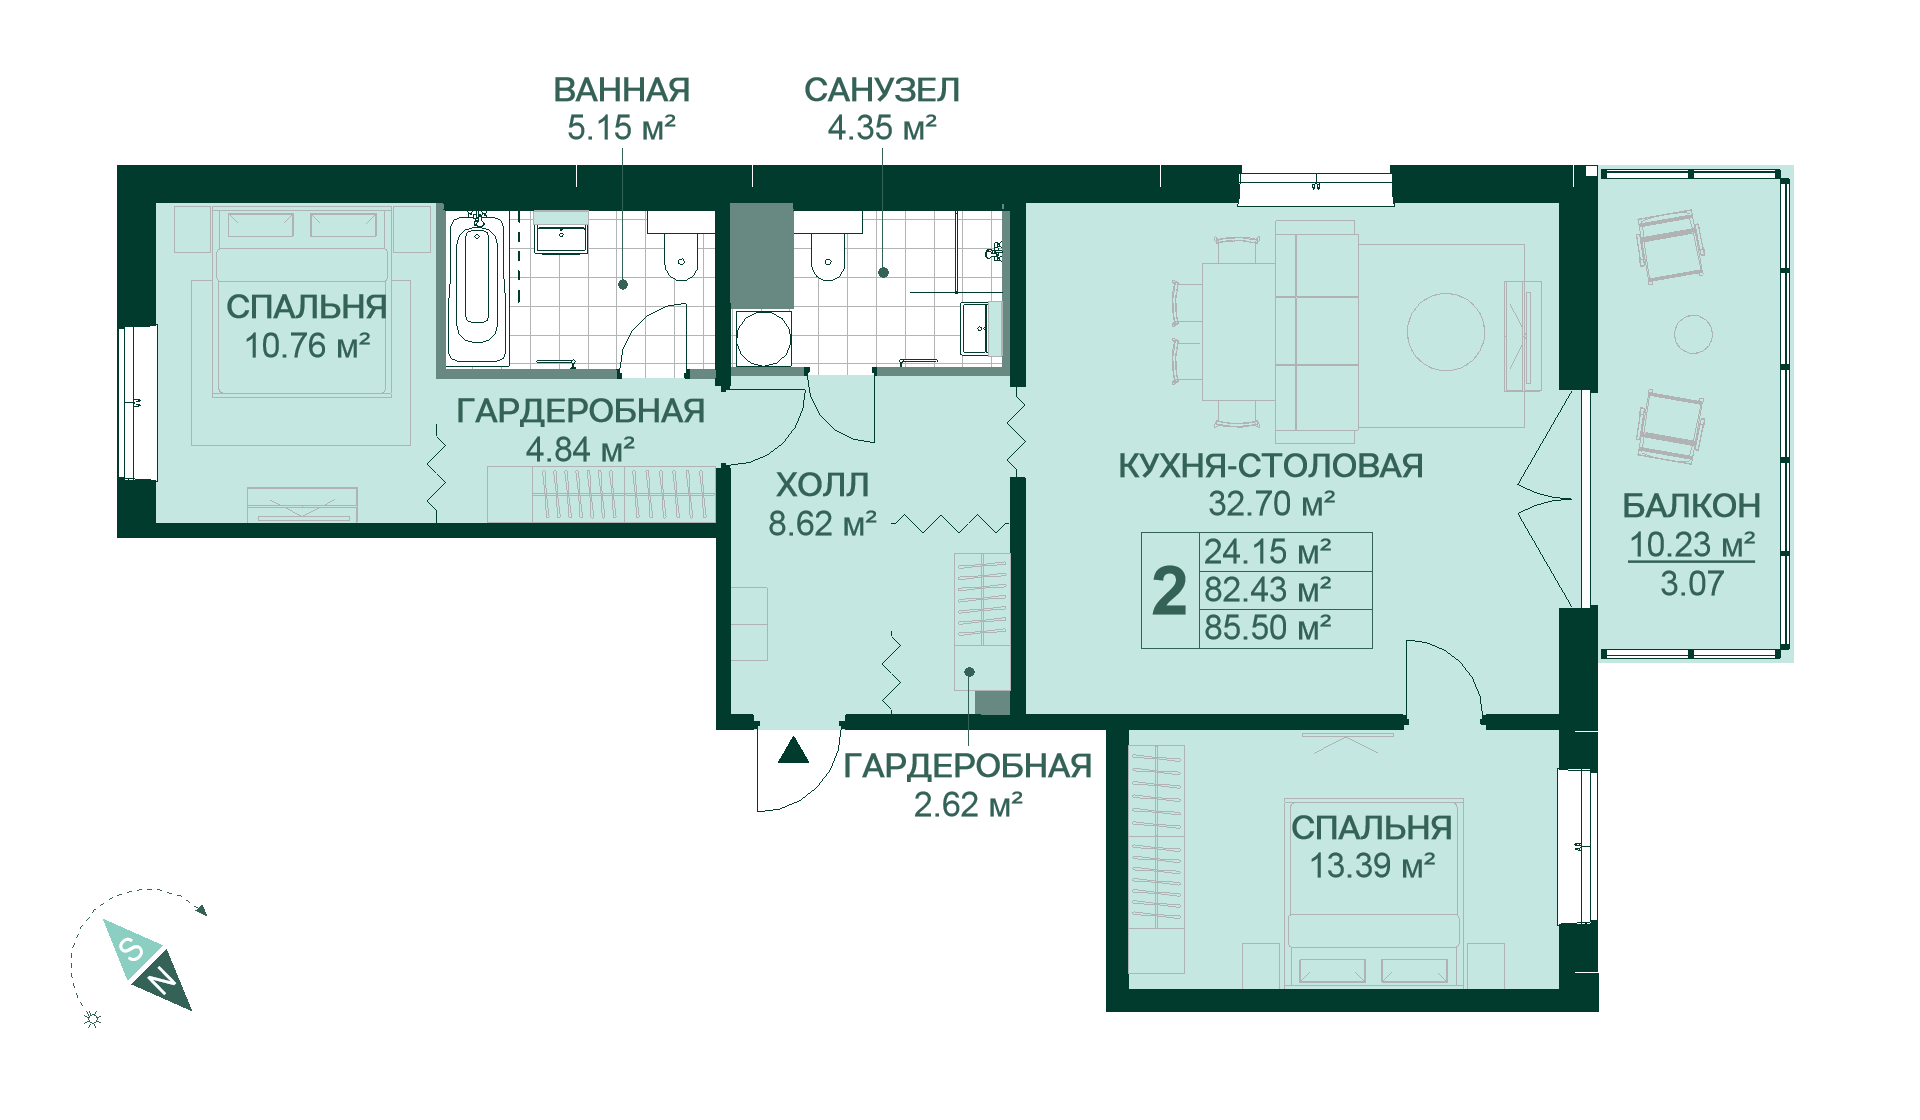 ВАННАЯ
5.15 м²
САНУЗЕЛ
4.35 м²
СПАЛЬНЯ
10.76 м²
ГАРДЕРОБНАЯ
4.84 м²
ХОЛЛ
8.62 м²
КУХНЯ-СТОЛОВАЯ
32.70 м²
2
24.15 м²
82.43 м²
85.50 м²
БАЛКОН
10.23 м²
3.07
ГАРДЕРОБНАЯ
2.62 м²
СПАЛЬНЯ
13.39 м²
S
N